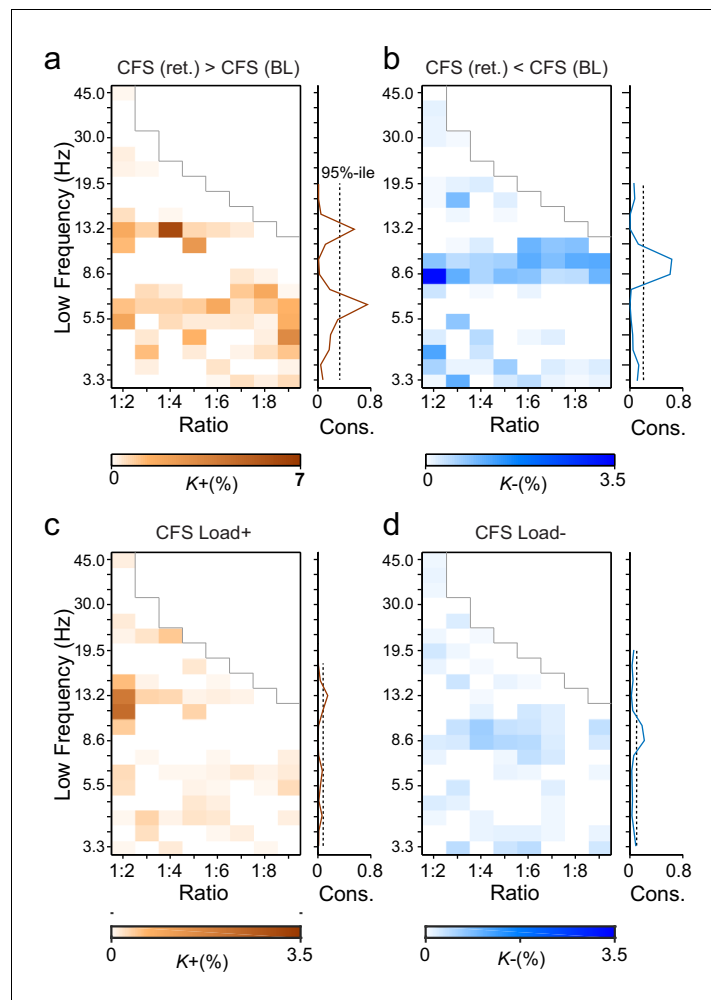 a
CFS (ret.) > CFS (BL)
b
CFS (ret.) < CFS (BL)
Low Frequency (Hz)
45.0
30.0
19.5
13.2
8.6
5.5
3.3
95%-ile
45.0
30.0
19.5
13.2
8.6
5.5
3.3
1:2 1:4 1:6 1:8
Ratio
0 0.8
Cons.
1:2 1:4 1:6 1:8
Ratio
0 0.8
Cons.
0 7
K+(%)
0 3.5
K-(%)
c
CFS Load+
d
CFS Load-
Low Frequency (Hz)
45.0
30.0
19.5
13.2
8.6
5.5
3.3
45.0
30.0
19.5
13.2
8.6
5.5
3.3
1:2 1:4 1:6 1:8
Ratio
0 0.8
Cons.
1:2 1:4 1:6 1:8
Ratio
0 0.8
Cons.
- -
0 3.5
K+(%)
0 3.5
K-(%)